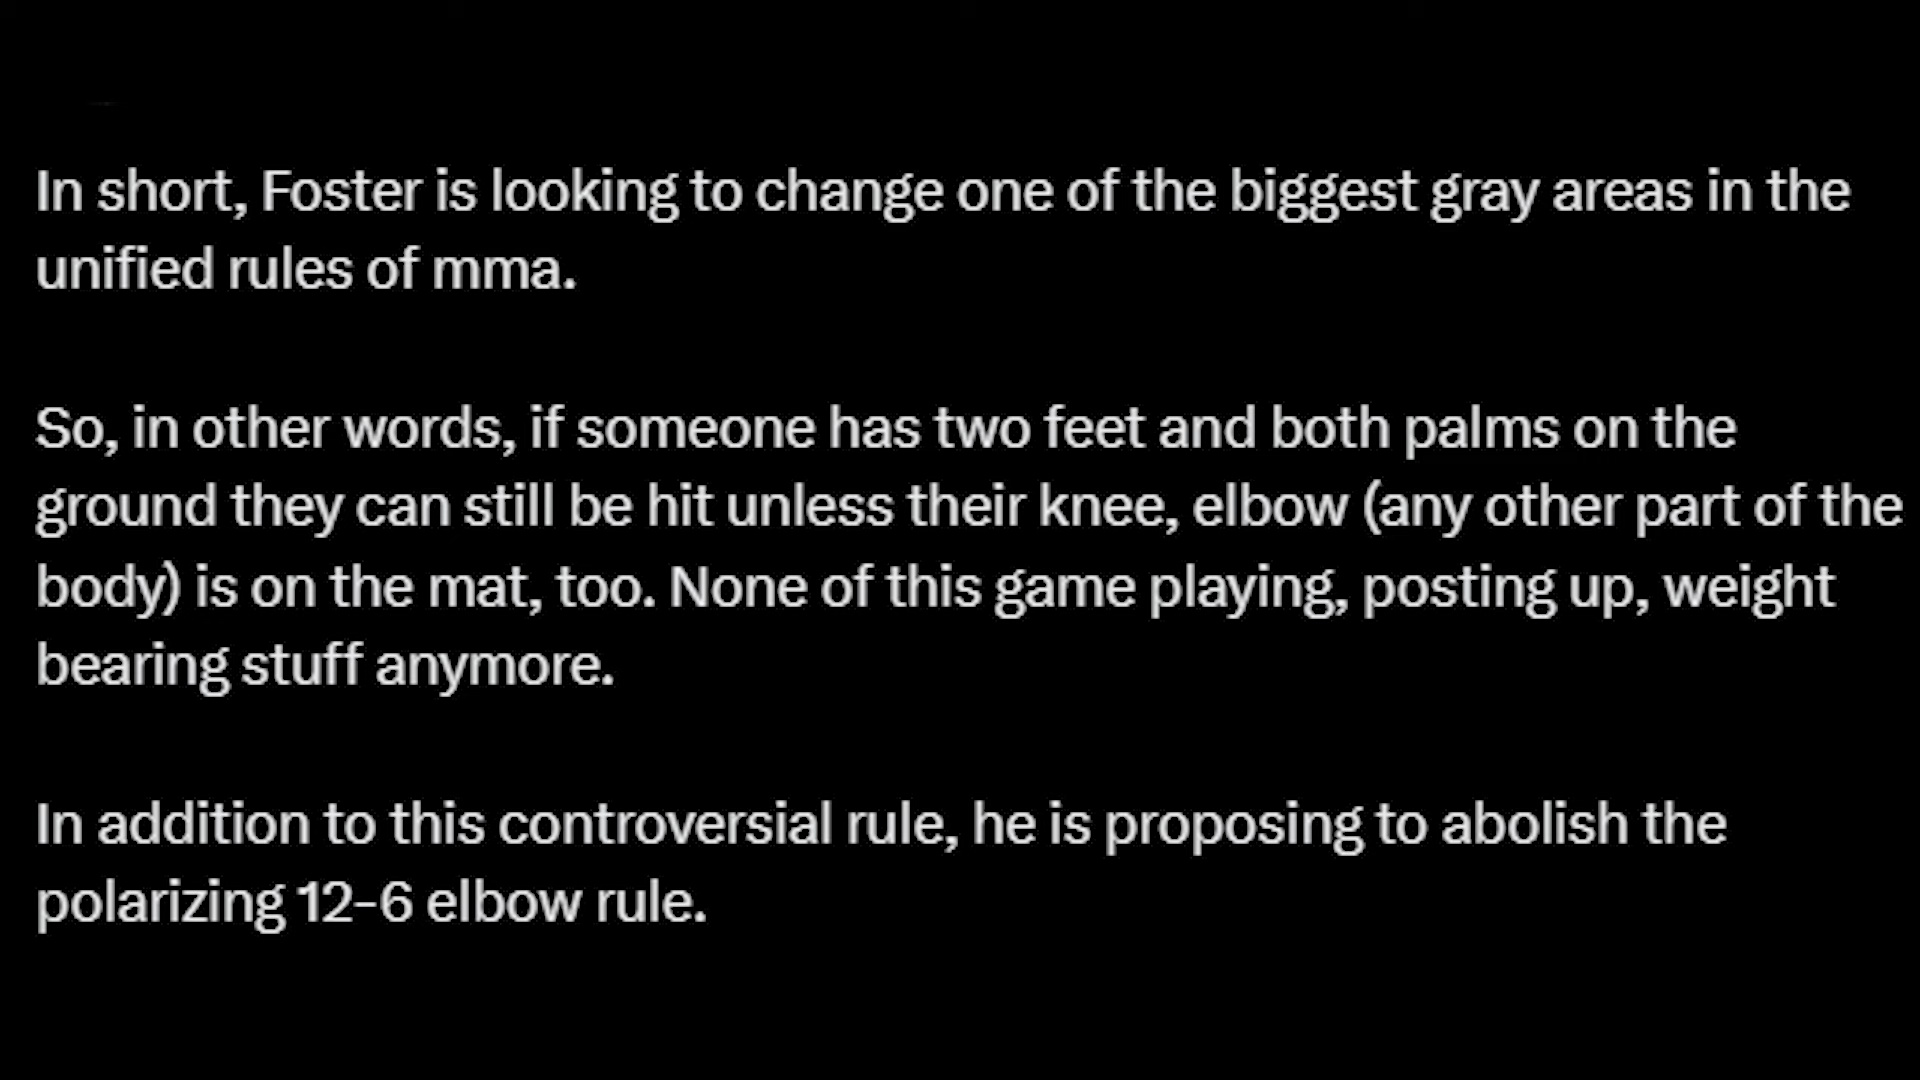 In short, Foster is looking to change one of the biggest gray areas in the
unified rules of mma.
So, in other words, if someone has two feet and both palms on the
ground they can still be hit unless their knee, elbow (any other part of the
body) is on the mat, too. None of this game playing, posting up, weight
bearing stuff anymore.
In addition to this controversial rule, he is proposing to abolish the
polarizing 12-6 elbow rule.